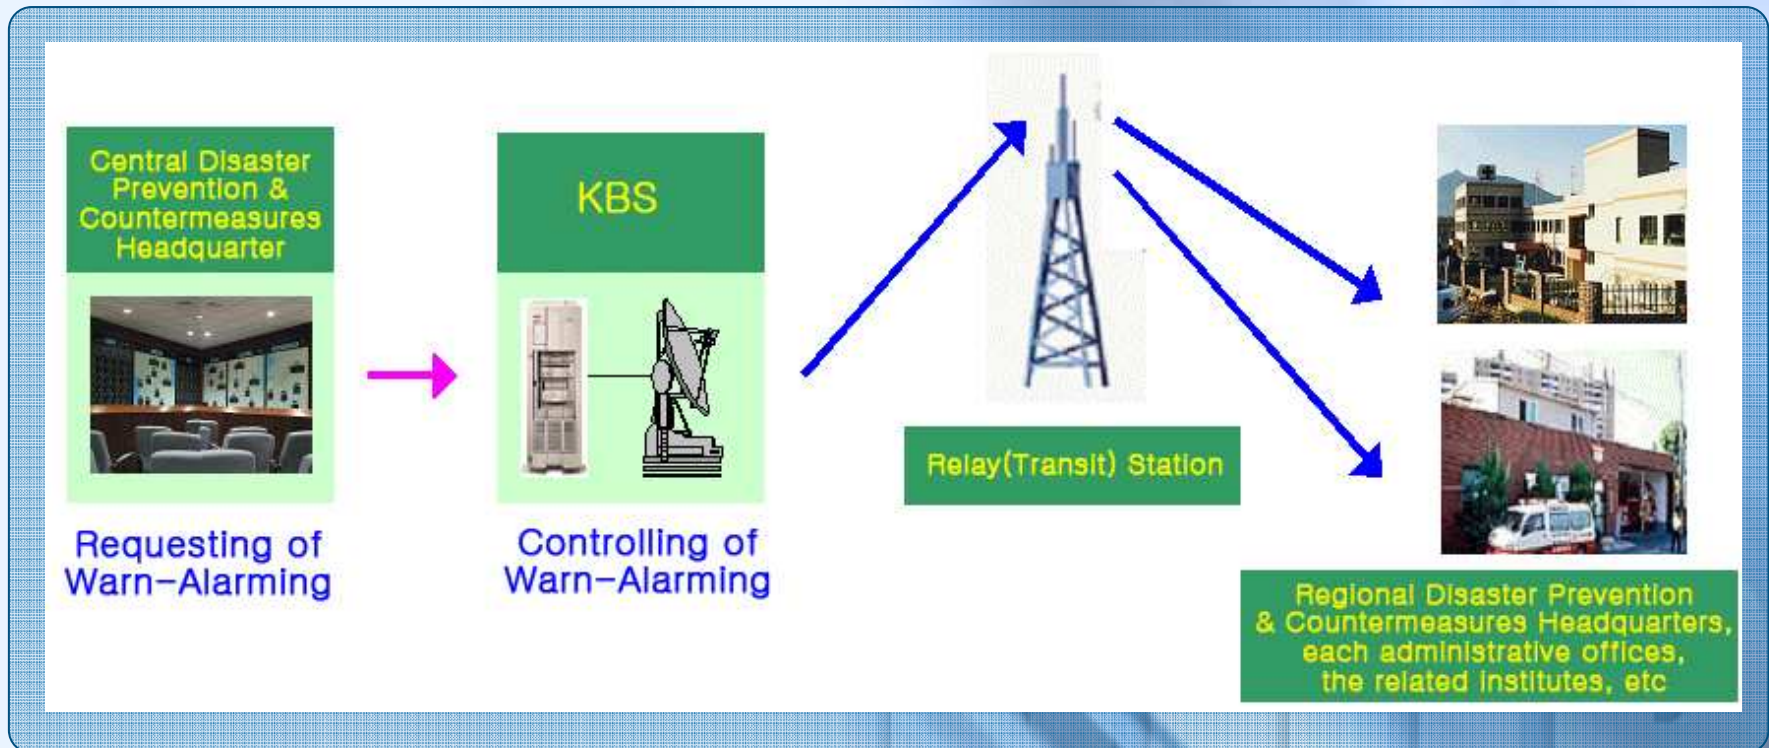 Central Disaster
Prevention &
Countermeasures
Headquarter
Requesting of
Warn-Alarming
KBS
Controlling of
Warn-Alarming
Relay(Transit) Station
Regional Disaster Prevention
& Countermeasures Headquarters,
each administrative offices,
the related institutes, etc